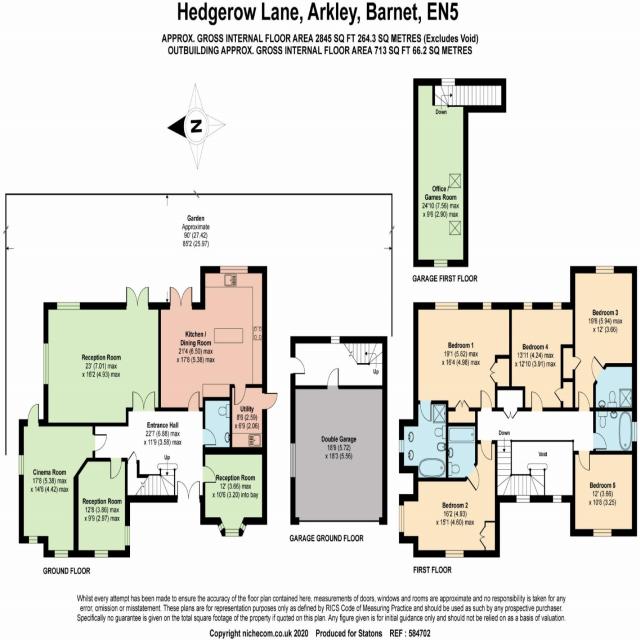 Hedgerow Lane, Arkley, Barnet, EN5
APPROX. GROSS INTERNAL FLOOR AREA 2845 SQ FT 264.3 SQ METRES (Excludes Void)
OUTBUILDING APPROX. GROSS INTERNAL FLOOR AREA 713 SQ FT 66.2 SQ METRES
N
Down
Office /
Games Room
24'10 (7.56) max
x 9'6 (2.90) max
GARAGE FIRST FLOOR
Garden
Approximate
90' (27.42)
85'2 (25.97)
Reception Room
23' (7.01) max
x 16'2 (4.93) max
Kitchen /
Dining Room
21'4 (6.50) max
x 17'8 (5.38) max
Utility
8'6 (2.59)
x 6'9 (2.06)
Entrance Hall
22'7 (6.88) max
x 11'9 (3.58) max
Up
Cinema Room
17'8 (5.38) max
x 14'6 (4.42) max
Reception Room
12'8 (3.86) max
x 9'9 (2.97) max
Reception Room
12' (3.66) max
x 10'6 (3.20) into bay
GROUND FLOOR
Up
Double Garage
18'9 (5.72)
x 18'3 (5.56)
GARAGE GROUND FLOOR
Bedroom 1
19'1 (5.82) max
x 16'4 (4.98) max
Bedroom 4
13'11 (4.24) max
x 12'10 (3.91) max
Bedroom 3
19'6 (5.94) max
x 12' (3.66) max
Down
Void
Bedroom 2
16'2 (4.93)
x 15'1 (4.60) max
Bedroom 5
12' (3.66)
x 10'8 (3.25)
FIRST FLOOR
Whilst every attempt has been made to ensure the accuracy of the floor plan contained here, measurements of doors, windows and rooms are approximate and no responsibility is taken for any
error, omission or misstatement. These plans are for representation purposes only as defined by RICS Code of Measuring Practice and should be used as such by any prospective purchaser.
Specifically no guarantee is given on the total square footage of the property if quoted on this plan. Any figure given is for initial guidance only and should not be relied on as a basis of valuation.
Copyright nichecom.co.uk 2020 Produced for Statons REF : 584702